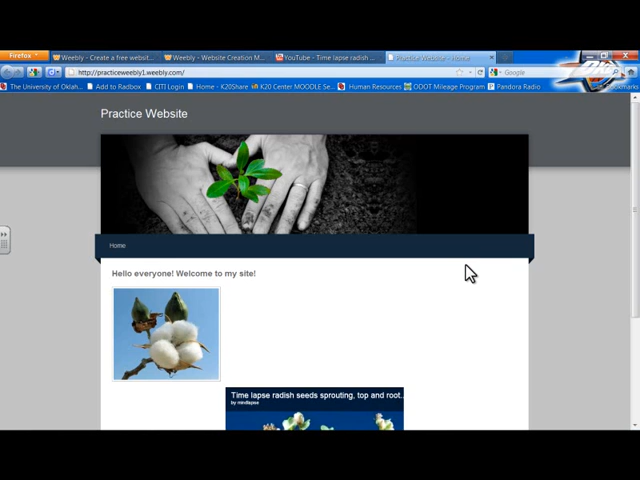 Firefox
Weebly - Create a free websit...
Weebly - Website Creation M...
YouTube - Time lapse radish ...
Practice Website - Home
http://practiceweebly1.weebly.com/
Google
The University of Oklah...
Add to Radbox
CITI Login
Home - K20Share
K20 Center MOODLE Se...
Human Resources
ODOT Mileage Program
Pandora Radio
Bookmarks
Practice Website
Home
Hello everyone! Welcome to my site!
Time lapse radish seeds sprouting, top and root...
by mindlapse